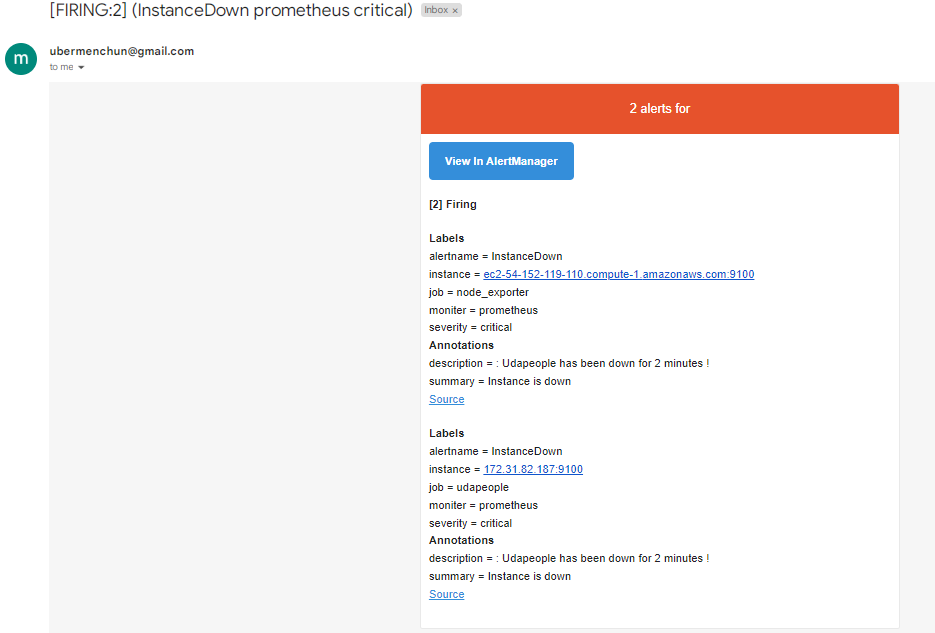 [FIRING:2] (InstanceDown prometheus critical) Inbox ×
m
ubermenchun@gmail.com
to me
2 alerts for
View In AlertManager
[2] Firing
Labels
alertname = InstanceDown
instance = ec2-54-152-119-110.compute-1.amazonaws.com:9100
job = node_exporter
moniter = prometheus
severity = critical
Annotations
description = : Udapeople has been down for 2 minutes !
summary = Instance is down
Source
Labels
alertname = InstanceDown
instance = 172.31.82.187:9100
job = udapeople
moniter = prometheus
severity = critical
Annotations
description = : Udapeople has been down for 2 minutes !
summary = Instance is down
Source